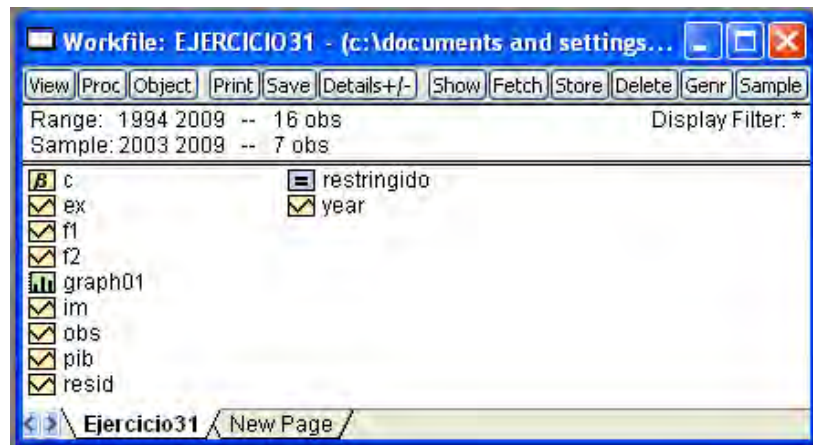 Workfile: EJERCICIO31 - (c:\documents and settings...
View Proc Object Print Save Details+/- Show Fetch Store Delete Genr Sample
Range: 1994 2009 -- 16 obs Display Filter: *
Sample: 2003 2009 -- 7 obs
β c
ex
f1
f2
graph01
im
obs
pib
resid
restringido
year
Ejercicio31 New Page